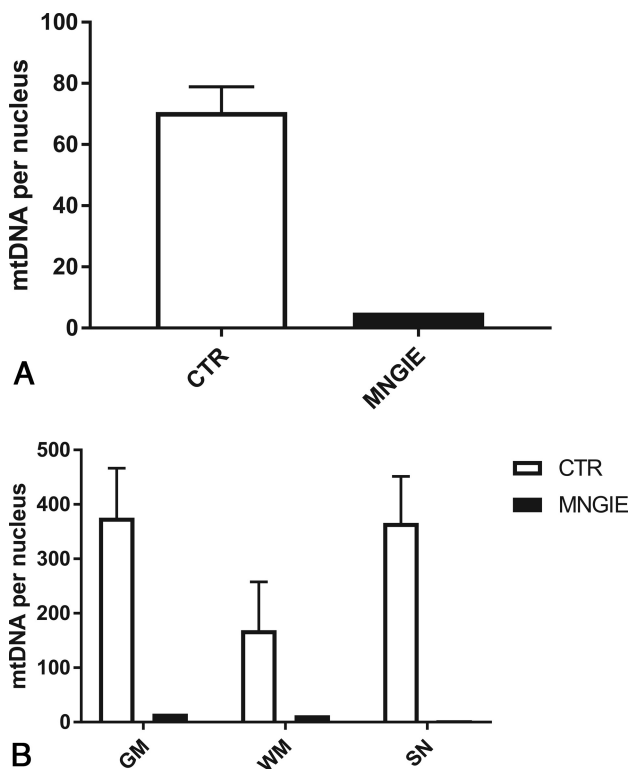 100
80
60
40
20
0
mtDNA per nucleus
CTR
MNGIE
A
500
400
300
200
100
0
mtDNA per nucleus
GM
WM
SN
CTR
MNGIE
B